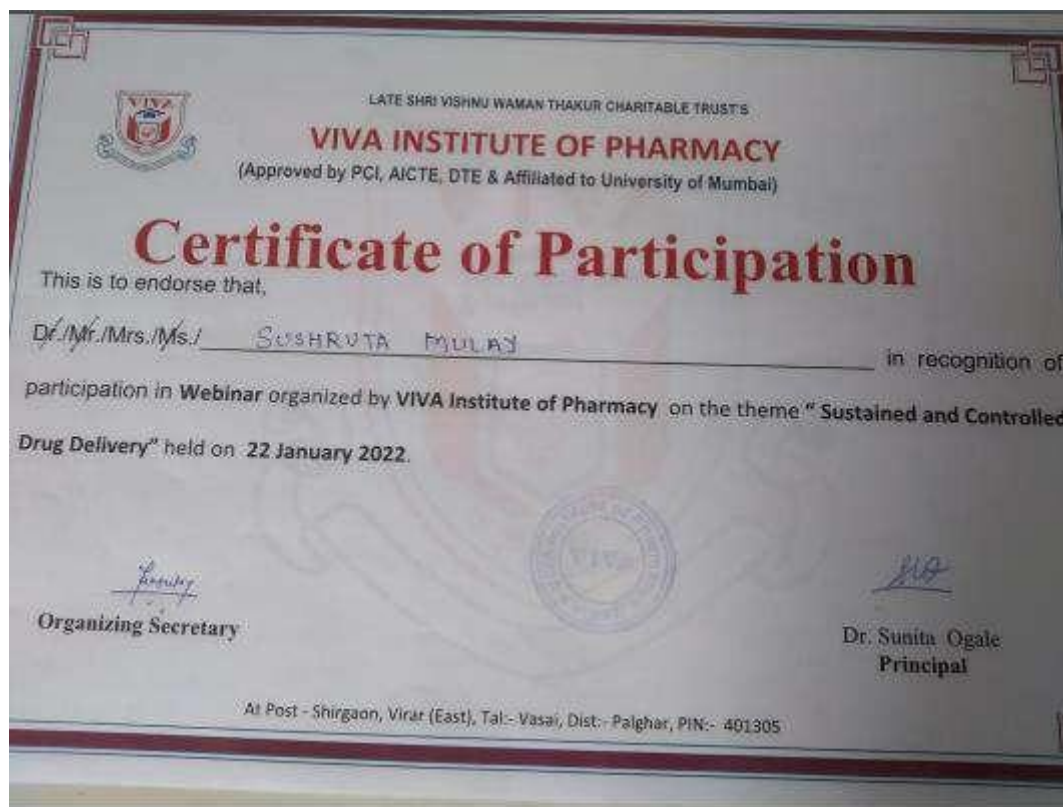 VIVA
LATE SHRI VISHNU WAMAN THAKUR CHARITABLE TRUST'S
VIVA INSTITUTE OF PHARMACY
(Approved by PCI, AICTE, DTE & Affiliated to University of Mumbai)
Certificate of Participation
This is to endorse that,
Dr./Mr./Mrs./Ms./ SUSHRUTA MULAY in recognition of
participation in Webinar organized by VIVA Institute of Pharmacy on the theme " Sustained and Controlled
Drug Delivery" held on 22 January 2022.
VIVA
Organizing Secretary
Dr. Sunita Ogale
Principal
At Post - Shirgaon, Virar (East), Tal:- Vasai, Dist:- Palghar, PIN:- 401305